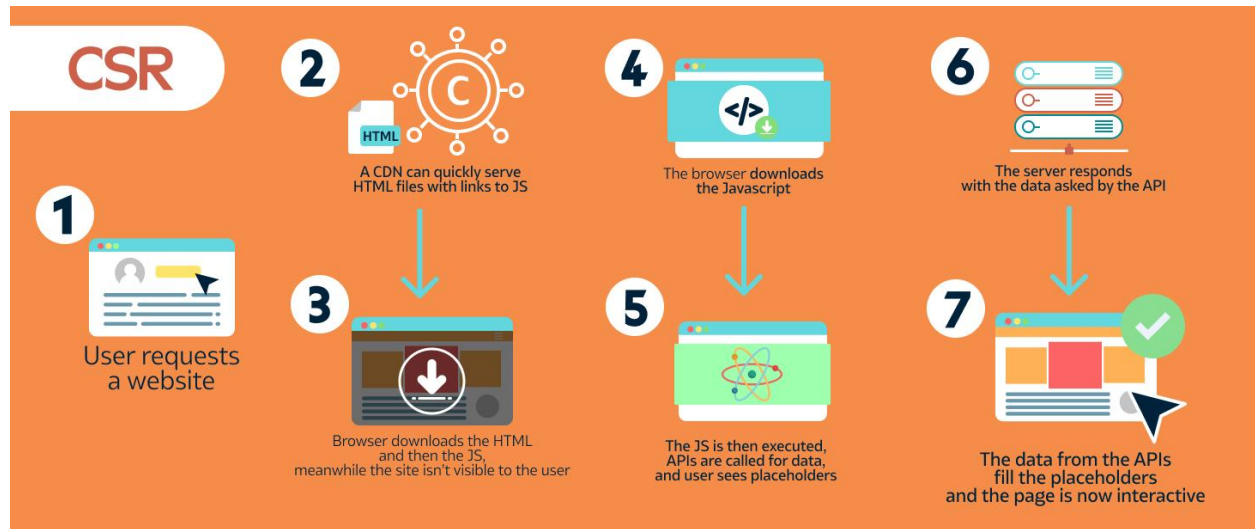 CSR
1
User requests
a website
2
C
HTML
A CDN can quickly serve
HTML files with links to JS
3
Browser downloads the HTML
and then the JS,
meanwhile the site isn't visible to the user
4
</>
The browser downloads
the Javascript
5
The JS is then executed,
APIs are called for data,
and user sees placeholders
6
The server responds
with the data asked by the API
7
The data from the APIs
fill the placeholders
and the page is now interactive